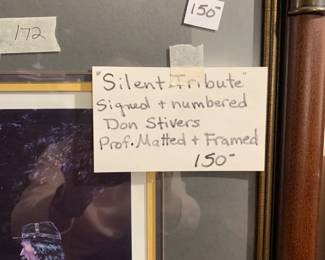 150-
172
"Silent Tribute"
Signed + numbered
Don Stivers
Prof. Matted + Framed
150-